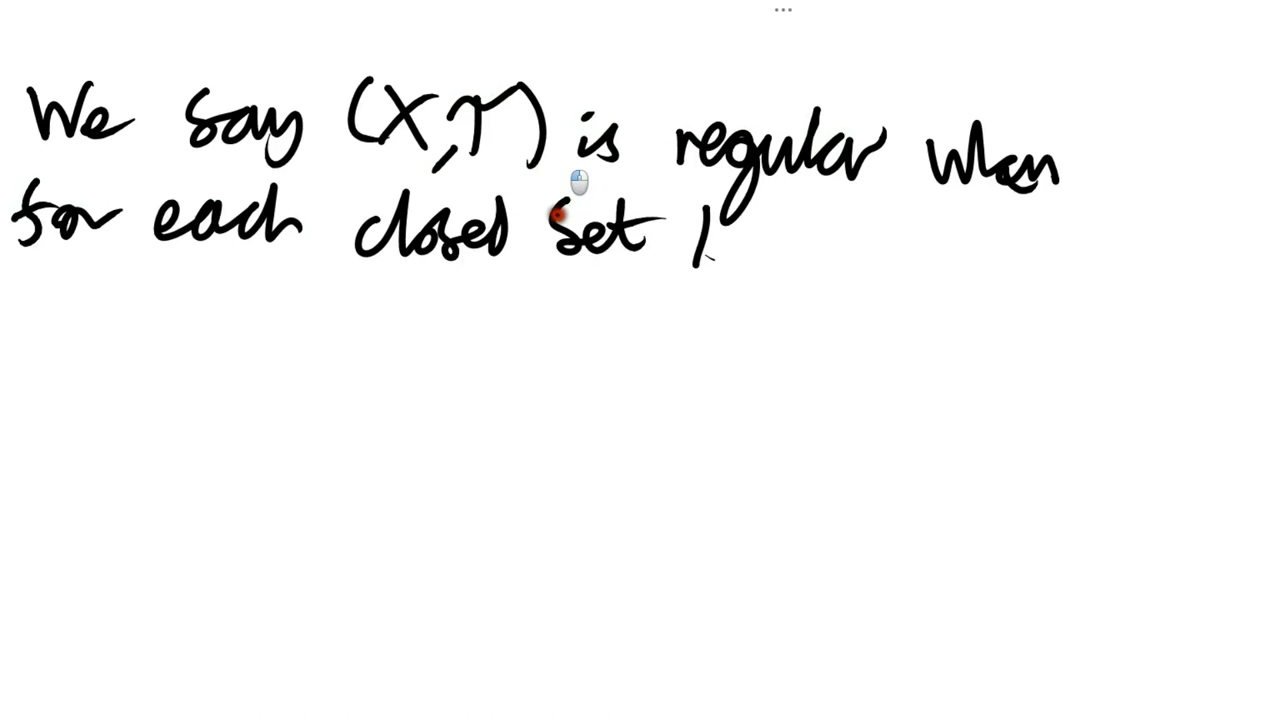 We say (X,T) is regular when
for each closed set